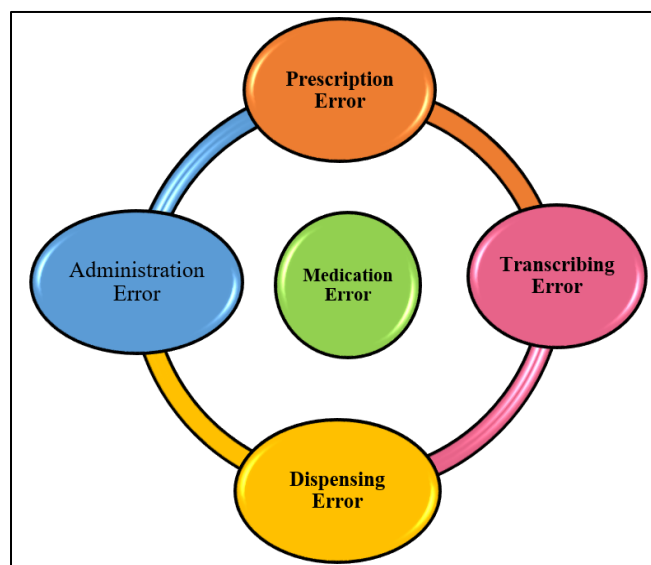 Prescription
Error
Administration
Error
Medication
Error
Transcribing
Error
Dispensing
Error